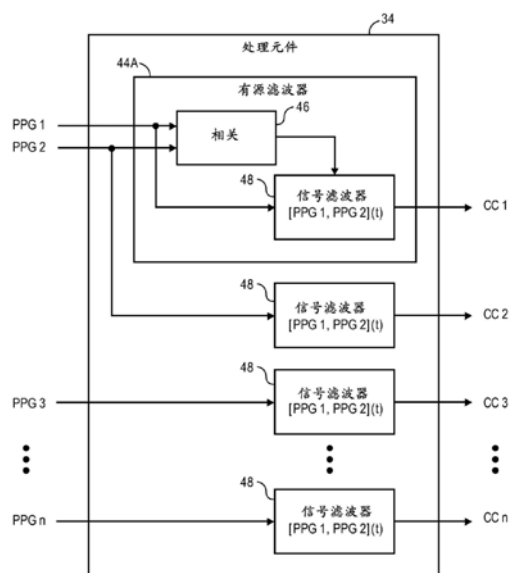 34
处理元件
44A
有源滤波器
46
PPG 1
相关
PPG 2
48
信号滤波器
[PPG 1, PPG 2](t)
CC 1
48
信号滤波器
[PPG 1, PPG 2](t)
CC 2
48
PPG 3
信号滤波器
[PPG 1, PPG 2](t)
CC 3
48
PPG n
信号滤波器
[PPG 1, PPG 2](t)
CC n